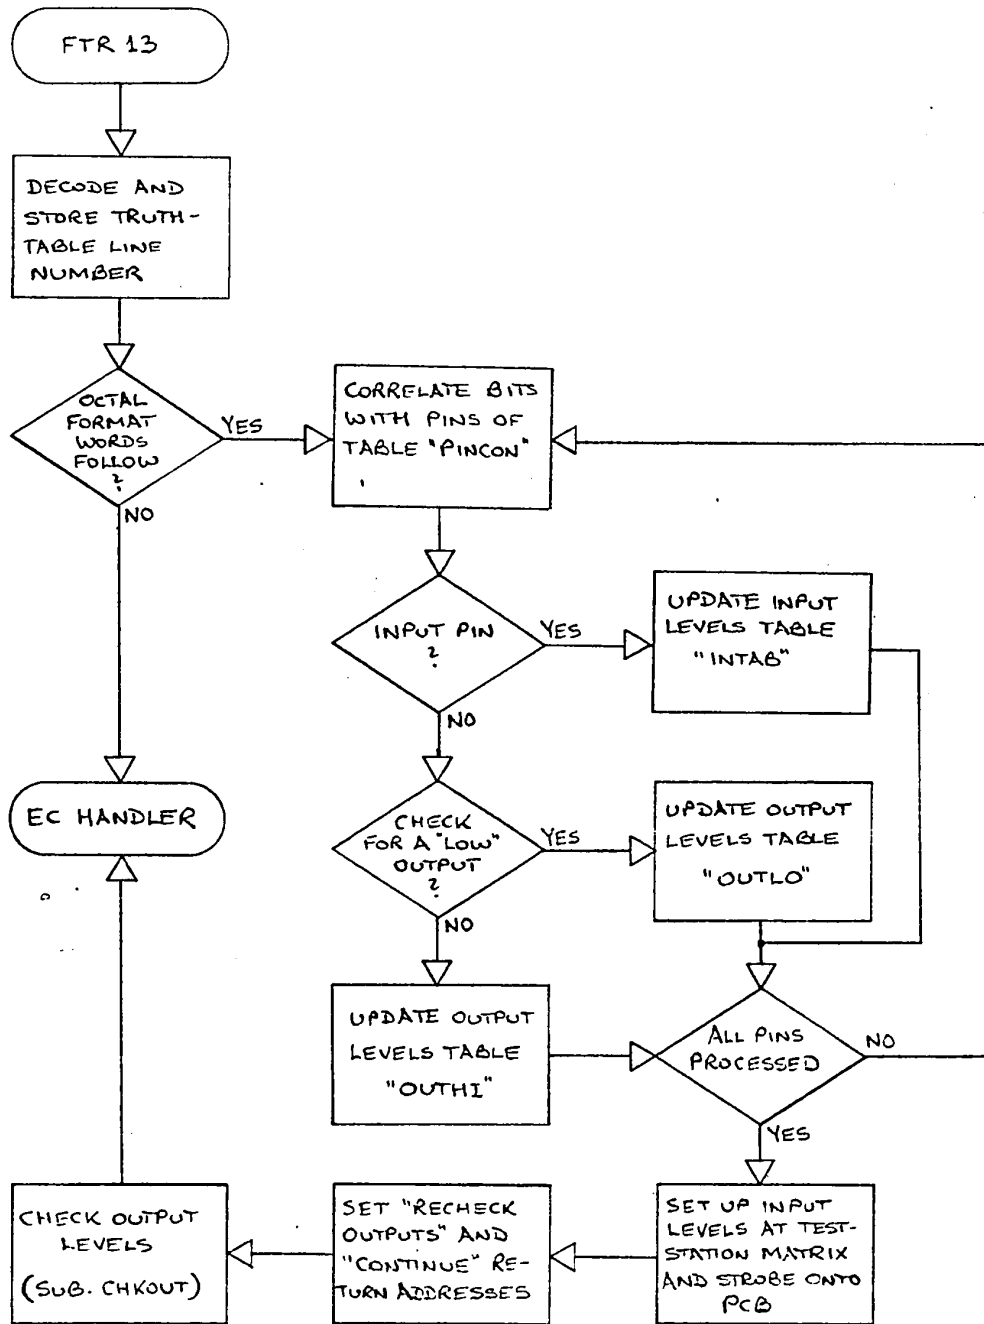 FTR 13
DECODE AND
STORE TRUTH-
TABLE LINE
NUMBER
OCTAL
FORMAT
WORDS
FOLLOW
?
YES
NO
CORRELATE BITS
WITH PINS OF
TABLE "PINCON"
INPUT PIN
?
YES
NO
UPDATE INPUT
LEVELS TABLE
"INTAB"
EC HANDLER
CHECK
FOR A "LOW"
OUTPUT
?
YES
NO
UPDATE OUTPUT
LEVELS TABLE
"OUTLO"
UPDATE OUTPUT
LEVELS TABLE
"OUTHI"
ALL PINS
PROCESSED
NO
YES
CHECK OUTPUT
LEVELS
(SUB. CHKOUT)
SET "RECHECK
OUTPUTS" AND
"CONTINUE" RE-
TURN ADDRESSES
SET UP INPUT
LEVELS AT TEST-
STATION MATRIX
AND STROBE ONTO
PCB